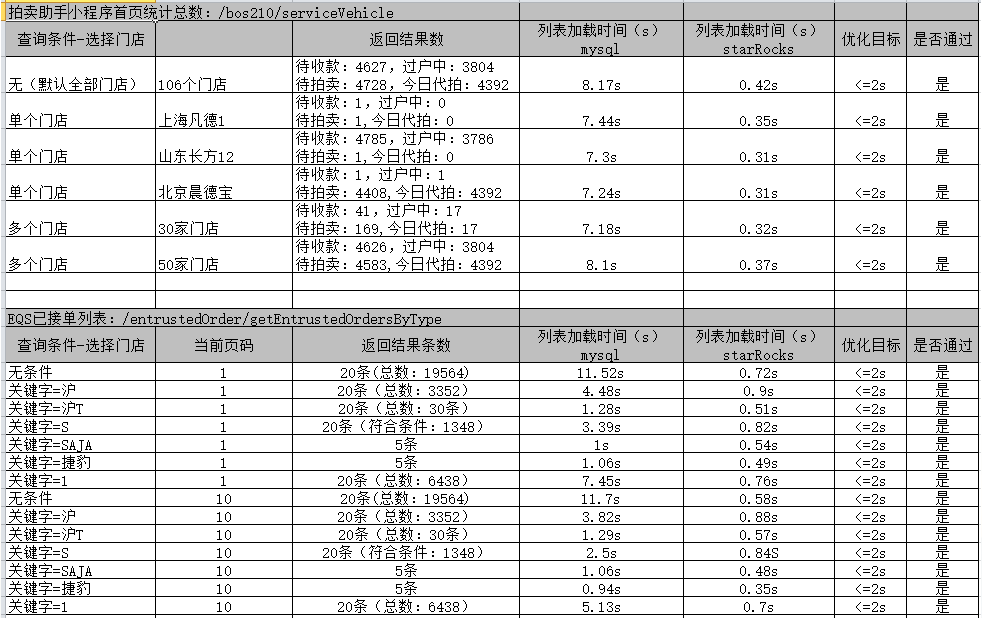 拍卖助手小程序首页统计总数：/bos210/serviceVehicle
查询条件-选择门店 返回结果数 列表加载时间（s） mysql 列表加载时间（s） starRocks 优化目标 是否通过
无（默认全部门店） 106个门店 待收款：4627，过户中：3804 待拍卖：4728，今日代拍：4392 8.17s 0.42s <=2s 是
单个门店 上海凡德1 待收款：1，过户中：0 待拍卖：1,今日代拍：0 7.44s 0.35s <=2s 是
单个门店 山东长方12 待收款：4785，过户中：3786 待拍卖：1,今日代拍：0 7.3s 0.31s <=2s 是
单个门店 北京晨德宝 待收款：1，过户中：1 待拍卖：4408,今日代拍：4392 7.24s 0.31s <=2s 是
多个门店 30家门店 待收款：41，过户中：17 待拍卖：169,今日代拍：17 7.18s 0.32s <=2s 是
多个门店 50家门店 待收款：4626，过户中：3804 待拍卖：4583,今日代拍：4392 8.1s 0.37s <=2s 是
EQS已接单列表：/entrustedOrder/getEntrustedOrdersByType
查询条件-选择门店 当前页码 返回结果条数 列表加载时间（s） mysql 列表加载时间（s） starRocks 优化目标 是否通过
无条件 1 20条(总数：19564) 11.52s 0.72s <=2s 是
关键字=沪 1 20条（总数：3352） 4.48s 0.9s <=2s 是
关键字=沪T 1 20条（总数：30条） 1.28s 0.51s <=2s 是
关键字=S 1 20条（符合条件：1348） 3.39s 0.82s <=2s 是
关键字=SAJA 1 5条 1s 0.54s <=2s 是
关键字=捷豹 1 5条 1.06s 0.49s <=2s 是
关键字=1 1 20条（总数：6438） 7.45s 0.76s <=2s 是
无条件 10 20条(总数：19564) 11.7s 0.58s <=2s 是
关键字=沪 10 20条（总数：3352） 3.82s 0.88s <=2s 是
关键字=沪T 10 20条（总数：30条） 1.29s 0.57s <=2s 是
关键字=S 10 20条（符合条件：1348） 2.5s 0.84S <=2s 是
关键字=SAJA 10 5条 1.06s 0.48s <=2s 是
关键字=捷豹 10 5条 0.94s 0.35s <=2s 是
关键字=1 10 20条（总数：6438） 5.13s 0.7s <=2s 是